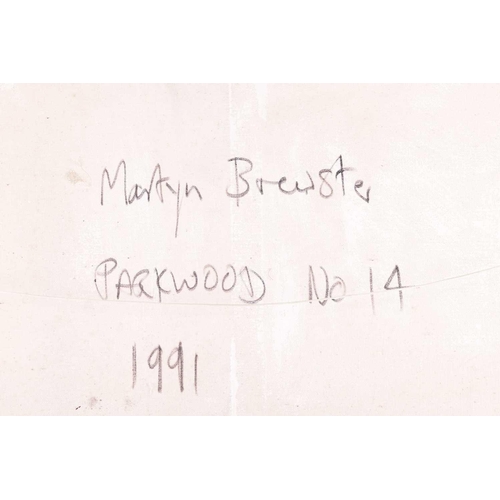 Martyn Brewster
PARKWOOD No 14
1991